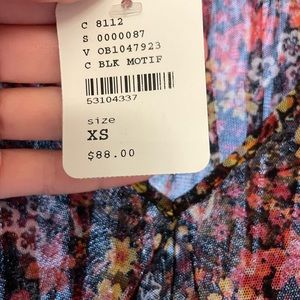 C 8112
S 0000087
V OB1047923
C BLK MOTIF
53104337
size
XS
$88.00